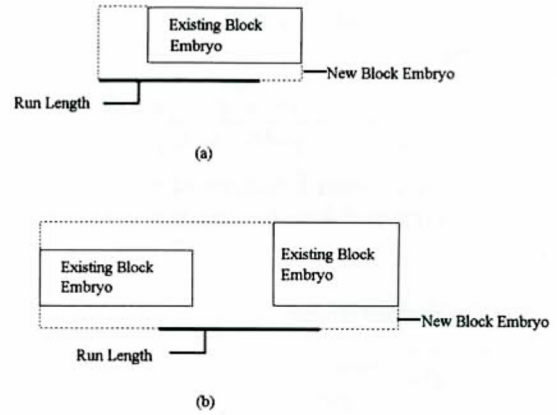 Existing Block
Embryo
New Block Embryo
Run Length
(a)
Existing Block
Embryo
Existing Block
Embryo
New Block Embryo
Run Length
(b)